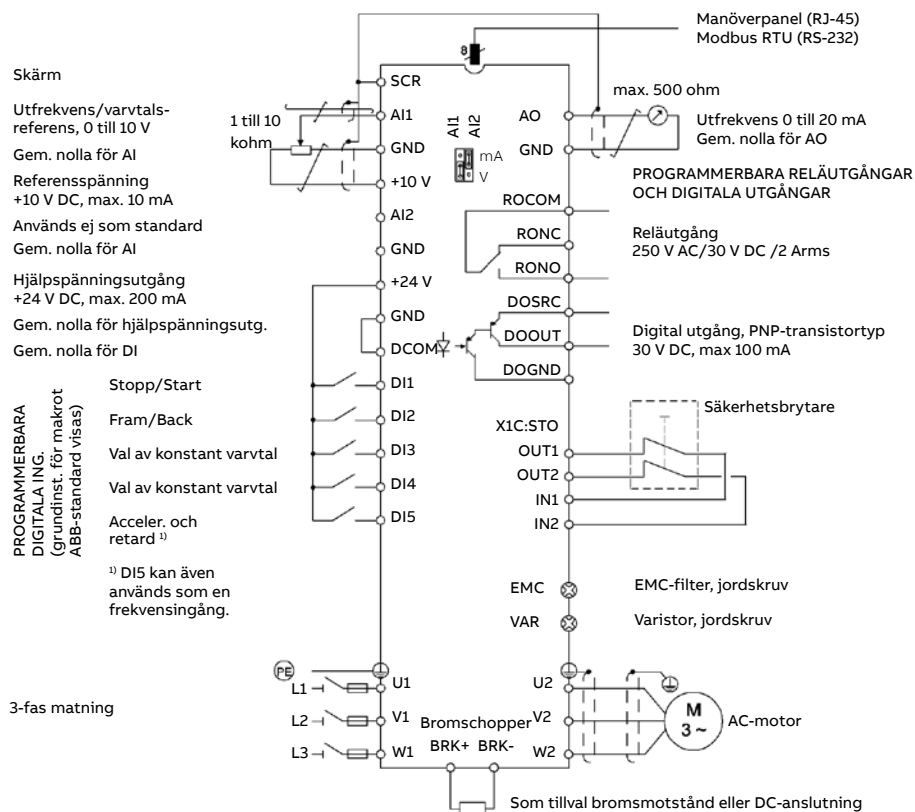 Manöverpanel (RJ-45)
Modbus RTU (RS-232)
8
Skärm
SCR
Utfrekvens/varvtals-
referens, 0 till 10 V
1 till 10
kohm
AI1
Gem. nolla för AI
GND
Referensspänning
+10 V DC, max. 10 mA
+10 V
Används ej som standard
AI2
Gem. nolla för AI
GND
Hjälpspänningsutgång
+24 V DC, max. 200 mA
+24 V
Gem. nolla för hjälpspänningsutg.
GND
Gem. nolla för DI
DCOM
PROGRAMMERBARA
DIGITALA ING.
(grundinst. för makrot
ABB-standard visas)
Stopp/Start
DI1
Fram/Back
DI2
Val av konstant varvtal
DI3
Val av konstant varvtal
DI4
Acceler. och
retard 1)
DI5
1) DI5 kan även
används som en
frekvensingång.
AI1
AI2
mA
V
max. 500 ohm
AO
Utfrekvens 0 till 20 mA
Gem. nolla för AO
GND
PROGRAMMERBARA RELÄUTGÅNGAR
OCH DIGITALA UTGÅNGAR
ROCOM
RONC
Reläutgång
250 V AC/30 V DC /2 Arms
RONO
DOSRC
DOOUT
Digital utgång, PNP-transistortyp
30 V DC, max 100 mA
DOGND
Säkerhetsbrytare
X1C:STO
OUT1
OUT2
IN1
IN2
EMC
EMC-filter, jordskruv
VAR
Varistor, jordskruv
PE
3-fas matning
L1
U1
L2
V1
L3
W1
Bromschopper
BRK+ BRK-
U2
V2
W2
M
3 ~
AC-motor
Som tillval bromsmotstånd eller DC-anslutning